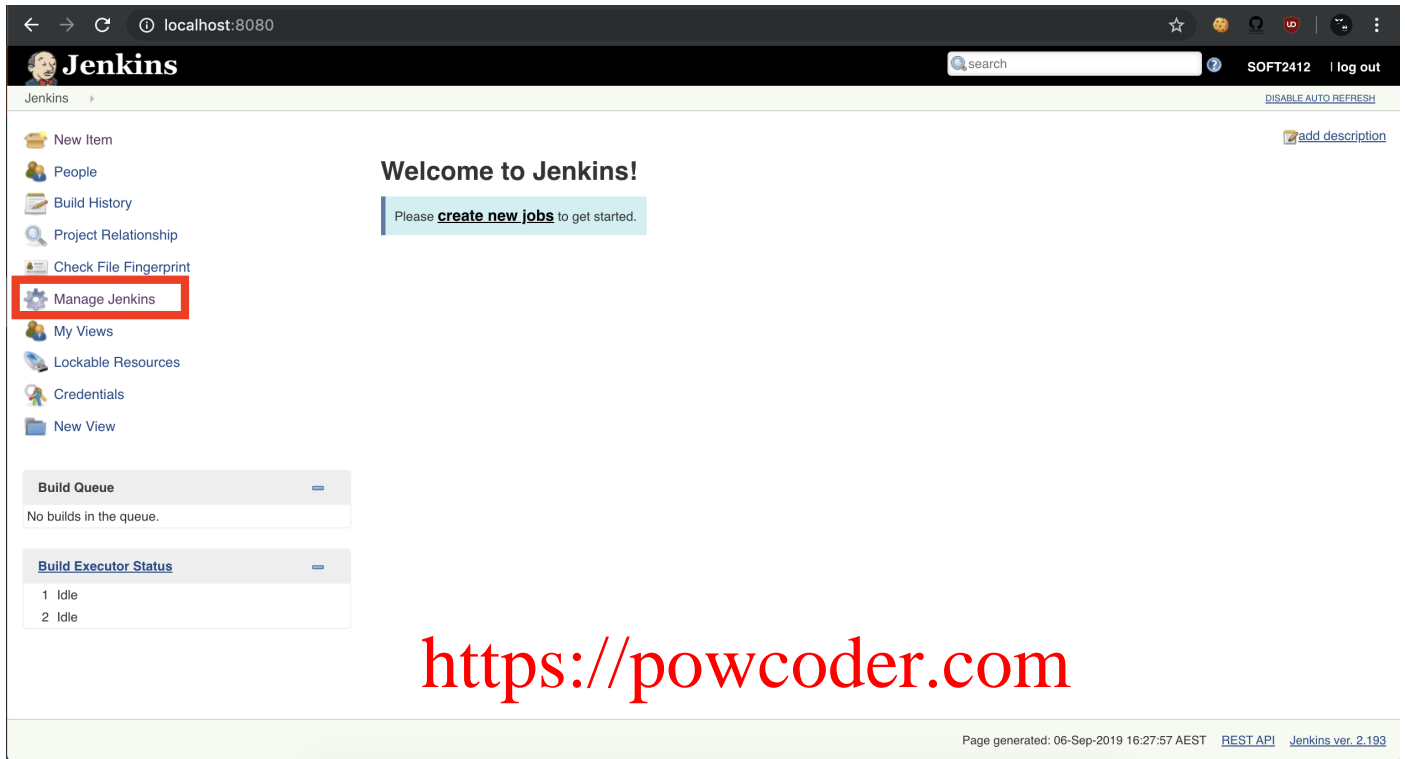 localhost:8080
Jenkins
search
SOFT2412 | log out
Jenkins
DISABLE AUTO REFRESH
New Item
People
Build History
Project Relationship
Check File Fingerprint
Manage Jenkins
My Views
Lockable Resources
Credentials
New View
add description
Welcome to Jenkins!
Please create new jobs to get started.
Build Queue
No builds in the queue.
Build Executor Status
1 Idle
2 Idle
https://powcoder.com
Page generated: 06-Sep-2019 16:27:57 AEST REST API Jenkins ver. 2.193